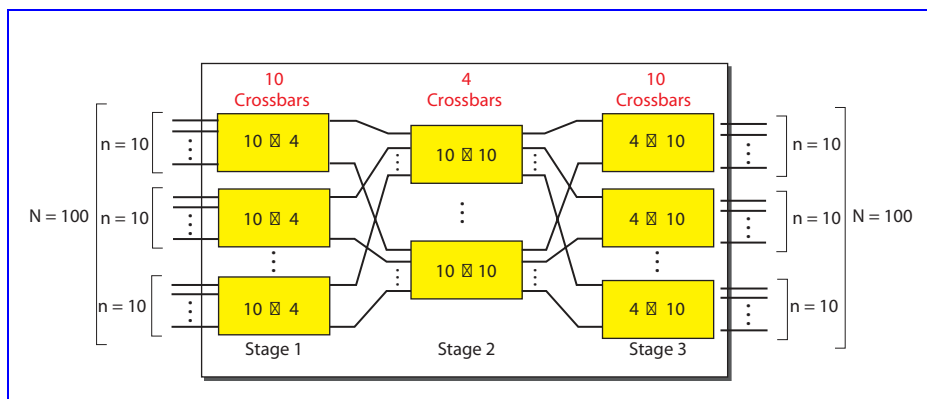 10 4 10
Crossbars Crossbars Crossbars
n = 10 10 4 4 10 n = 10
10 10
N = 100 n = 10 10 4 4 10 n = 10 N = 100
10 10
n = 10 10 4 4 10 n = 10
Stage 1 Stage 2 Stage 3